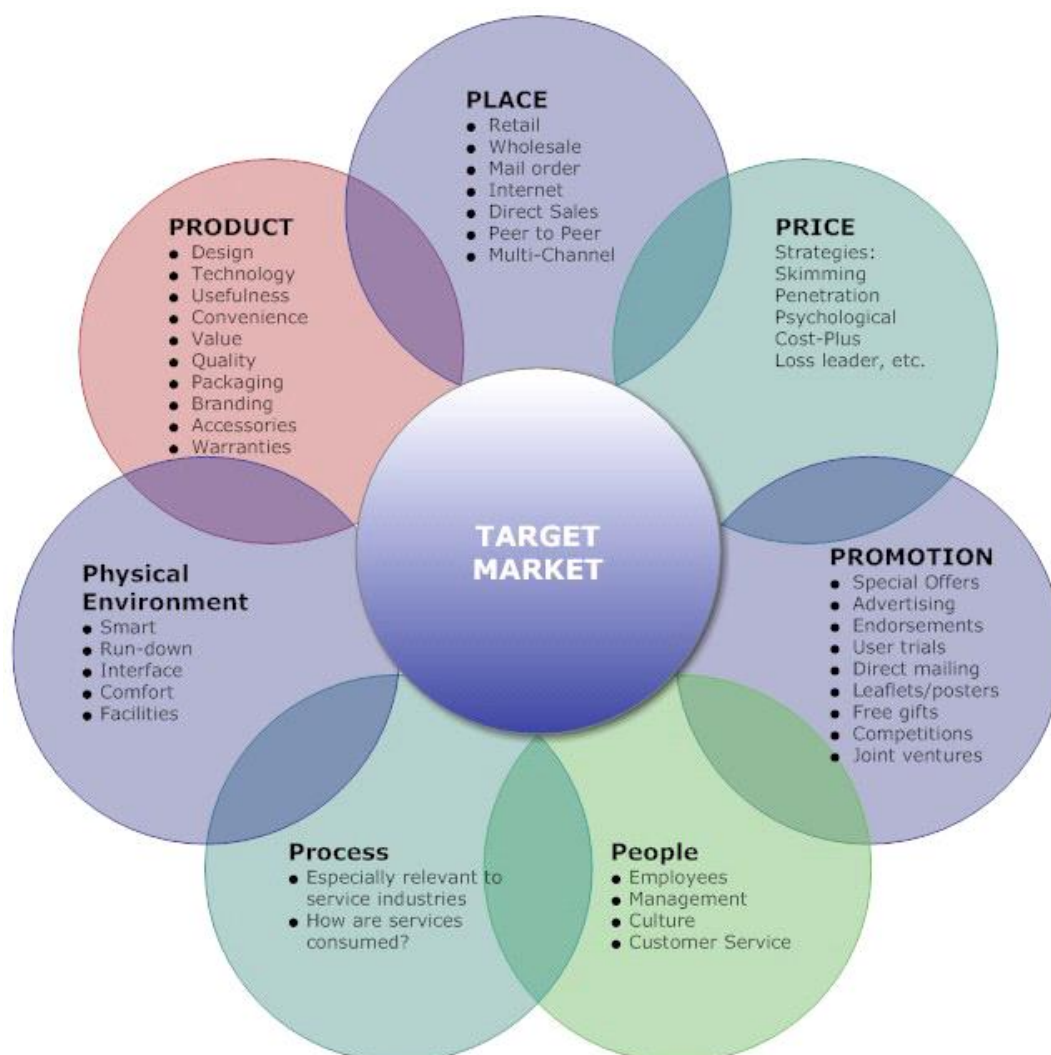 PLACE
● Retail
● Wholesale
● Mail order
● Internet
● Direct Sales
● Peer to Peer
● Multi-Channel
PRODUCT
● Design
● Technology
● Usefulness
● Convenience
● Value
● Quality
● Packaging
● Branding
● Accessories
● Warranties
PRICE
Strategies:
Skimming
Penetration
Psychological
Cost-Plus
Loss leader, etc.
TARGET
MARKET
Physical
Environment
● Smart
● Run-down
● Interface
● Comfort
● Facilities
PROMOTION
● Special Offers
● Advertising
● Endorsements
● User trials
● Direct mailing
● Leaflets/posters
● Free gifts
● Competitions
● Joint ventures
Process
● Especially relevant to
service industries
● How are services
consumed?
People
● Employees
● Management
● Culture
● Customer Service